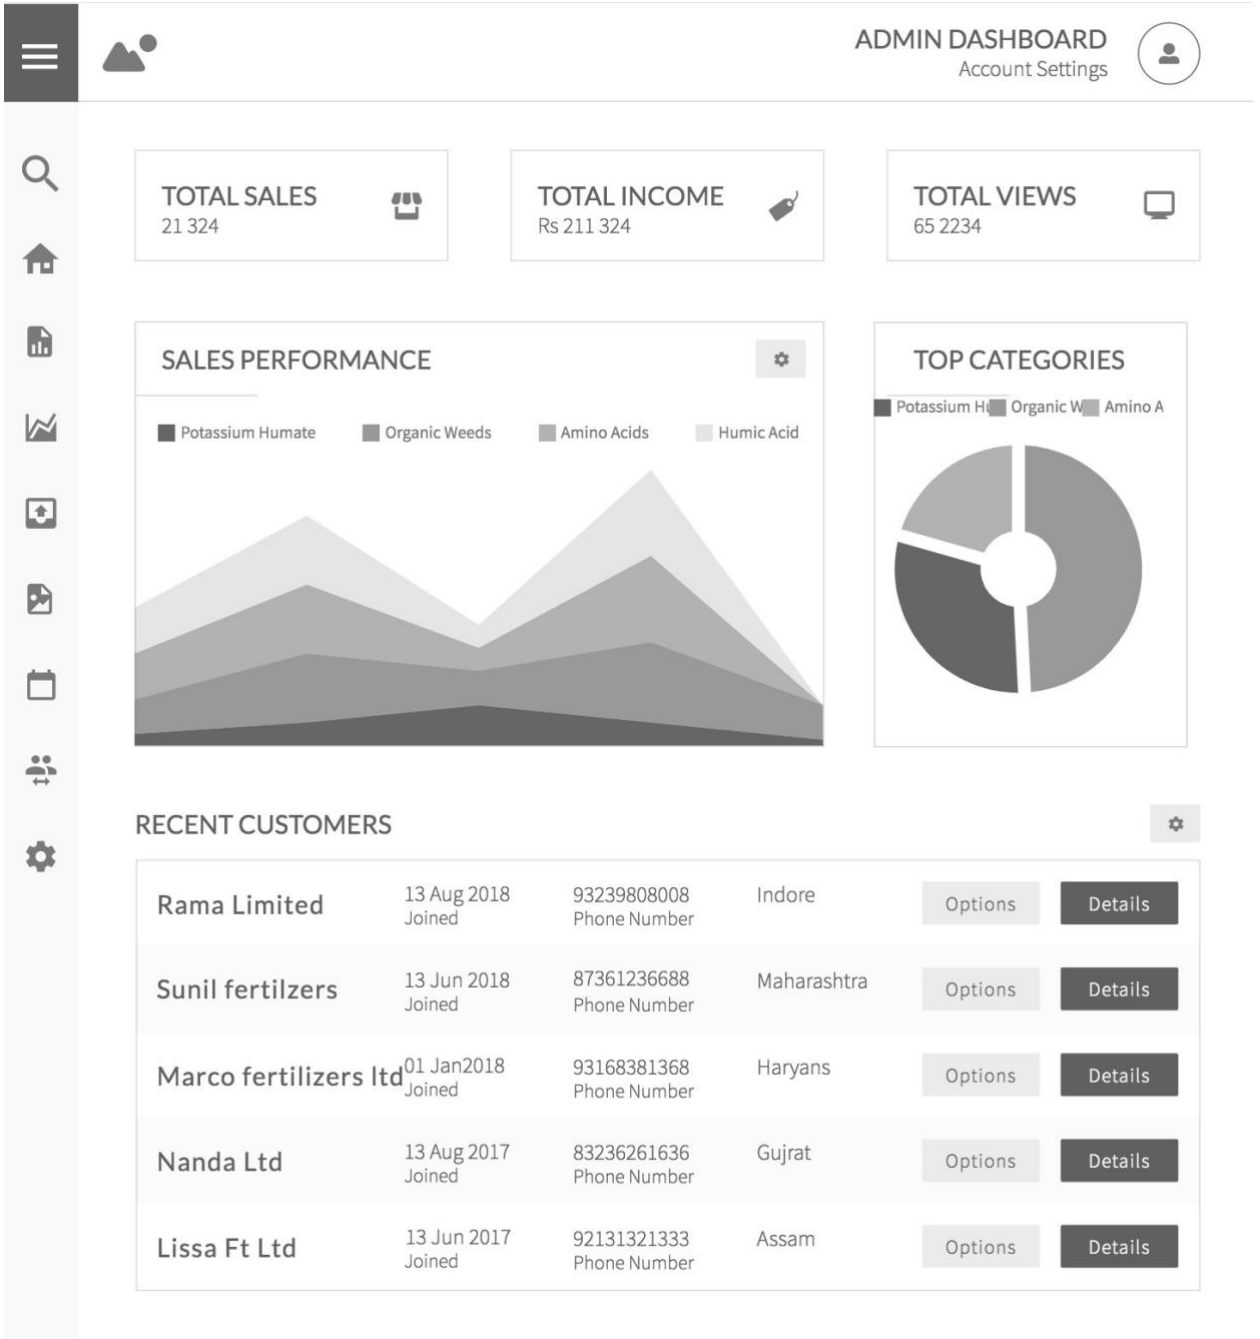 ADMIN DASHBOARD
Account Settings
TOTAL SALES
21 324
TOTAL INCOME
Rs 211 324
TOTAL VIEWS
65 2234
SALES PERFORMANCE
Potassium Humate Organic Weeds Amino Acids Humic Acid
TOP CATEGORIES
Potassium Hu Organic W Amino A
RECENT CUSTOMERS
Rama Limited
13 Aug 2018
Joined
93239808008
Phone Number
Indore
Options
Details
Sunil fertilzers
13 Jun 2018
Joined
87361236688
Phone Number
Maharashtra
Options
Details
Marco fertilizers ltd
01 Jan2018
Joined
93168381368
Phone Number
Haryans
Options
Details
Nanda Ltd
13 Aug 2017
Joined
83236261636
Phone Number
Gujrat
Options
Details
Lissa Ft Ltd
13 Jun 2017
Joined
92131321333
Phone Number
Assam
Options
Details